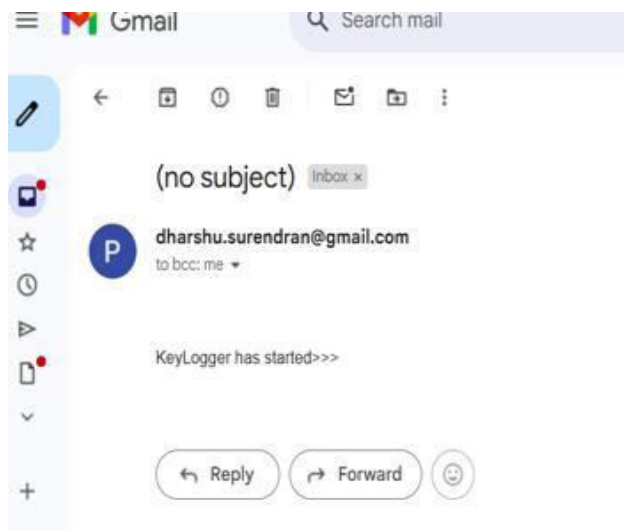 Gmail
Search mail
(no subject) Inbox ×
P
dharshu.surendran@gmail.com
to bcc: me
KeyLogger has started>>>
Reply Forward